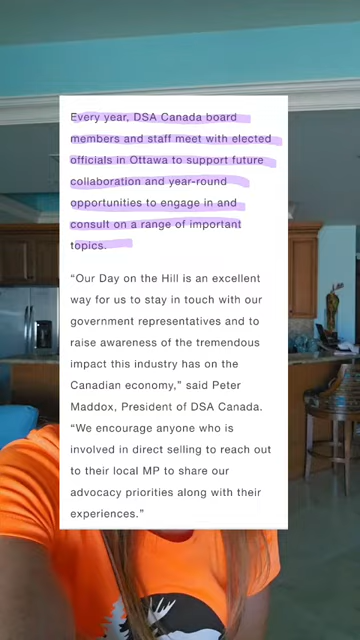 Every year, DSA Canada board
members and staff meet with elected
officials in Ottawa to support future
collaboration and year-round
opportunities to engage in and
consult on a range of important
topics.
“Our Day on the Hill is an excellent
way for us to stay in touch with our
government representatives and to
raise awareness of the tremendous
impact this industry has on the
Canadian economy,” said Peter
Maddox, President of DSA Canada.
“We encourage anyone who is
involved in direct selling to reach out
to their local MP to share our
advocacy priorities along with their
experiences.”